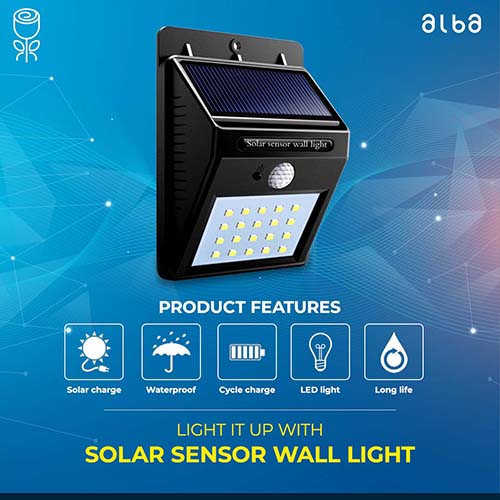 alba
Solar sensor wall light
PRODUCT FEATURES
Solar charge
Waterproof
Cycle charge
LED light
Long life
LIGHT IT UP WITH
SOLAR SENSOR WALL LIGHT